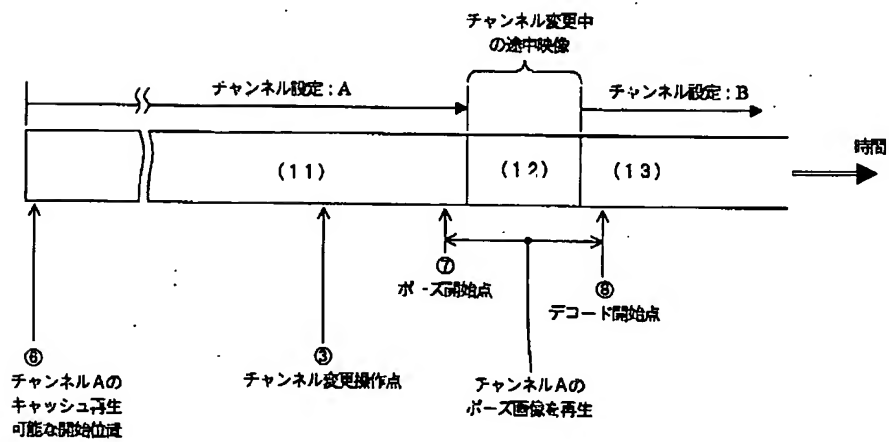 チャンネル変更中
の途中映像
チャンネル設定：A
チャンネル設定：B
時間
(11)
(12)
(13)
⑦
ポーズ開始点
⑧
デコード開始点
⑥
チャンネルAの
キャッシュ再生
可能な開始位置
③
チャンネル変更操作点
チャンネルAの
ポーズ画像を再生